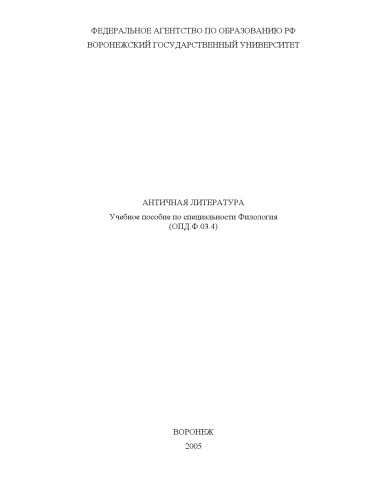 ФЕДЕРАЛЬНОЕ АГЕНТСТВО ПО ОБРАЗОВАНИЮ РФ
ВОРОНЕЖСКИЙ ГОСУДАРСТВЕННЫЙ УНИВЕРСИТЕТ
АНТИЧНАЯ ЛИТЕРАТУРА
Учебное пособие по специальности Филология
(ОПД.Ф.03.4)
ВОРОНЕЖ
2005